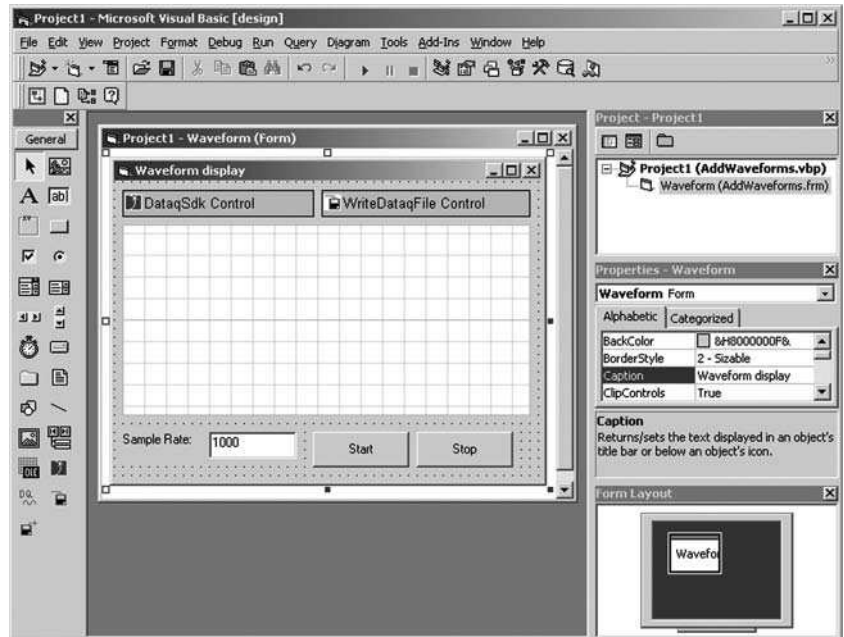 Project1 - Microsoft Visual Basic [design]
File Edit View Project Format Debug Run Query Diagram Tools Add-Ins Window Help
General
Project1 - Waveform (Form)
Waveform display
DataqSdk Control
WriteDataqFile Control
Sample Rate:
1000
Start
Stop
Project - Project1
Project1 (AddWaveforms.vbp)
Waveform (AddWaveforms.frm)
Properties - Waveform
Waveform Form
Alphabetic Categorized
BackColor &H8000000F&
BorderStyle 2 - Sizable
Caption Waveform display
ClipControls True
Caption
Returns/sets the text displayed in an object's
title bar or below an object's icon.
Form Layout
Wavefo
A
ab|
OLE
DQ